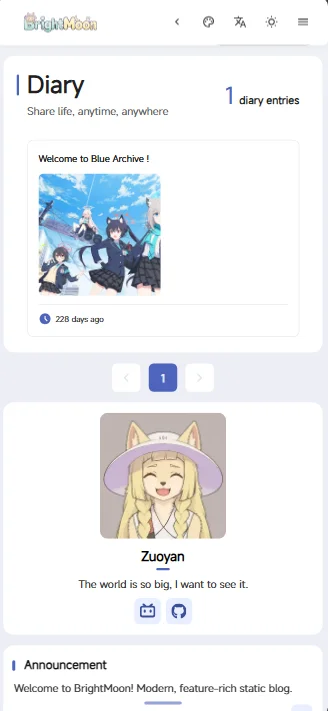 BrightMoon
Diary
Share life, anytime, anywhere
1 diary entries
Welcome to Blue Archive !
228 days ago
1
Zuoyan
The world is so big, I want to see it.
Announcement
Welcome to BrightMoon! Modern, feature-rich static blog.